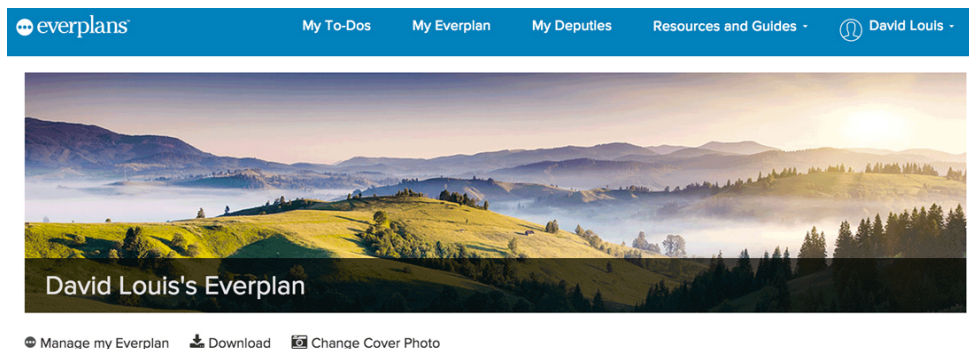 everplans My To-Dos My Everplan My Deputies Resources and Guides David Louis
David Louis's Everplan
Manage my Everplan Download Change Cover Photo